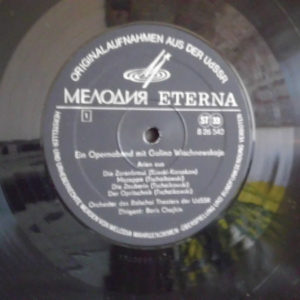 ORIGINALAUFNAHMEN AUS DER UdSSR
МЕЛОДИЯ ETERNA
1
ST 33
8 26 542
Ein Opernabend mit Galina Wischnewskaja
Arien aus
Die Zarenbraut (Rimski-Korsakow)
Mazeppa (Tschaikowski)
Die Zauberin (Tschaikowski)
Der Opritschnik (Tschaikowski)
Orchester des Bolschoi Theaters der UdSSR
Dirigent: Boris Chaikin